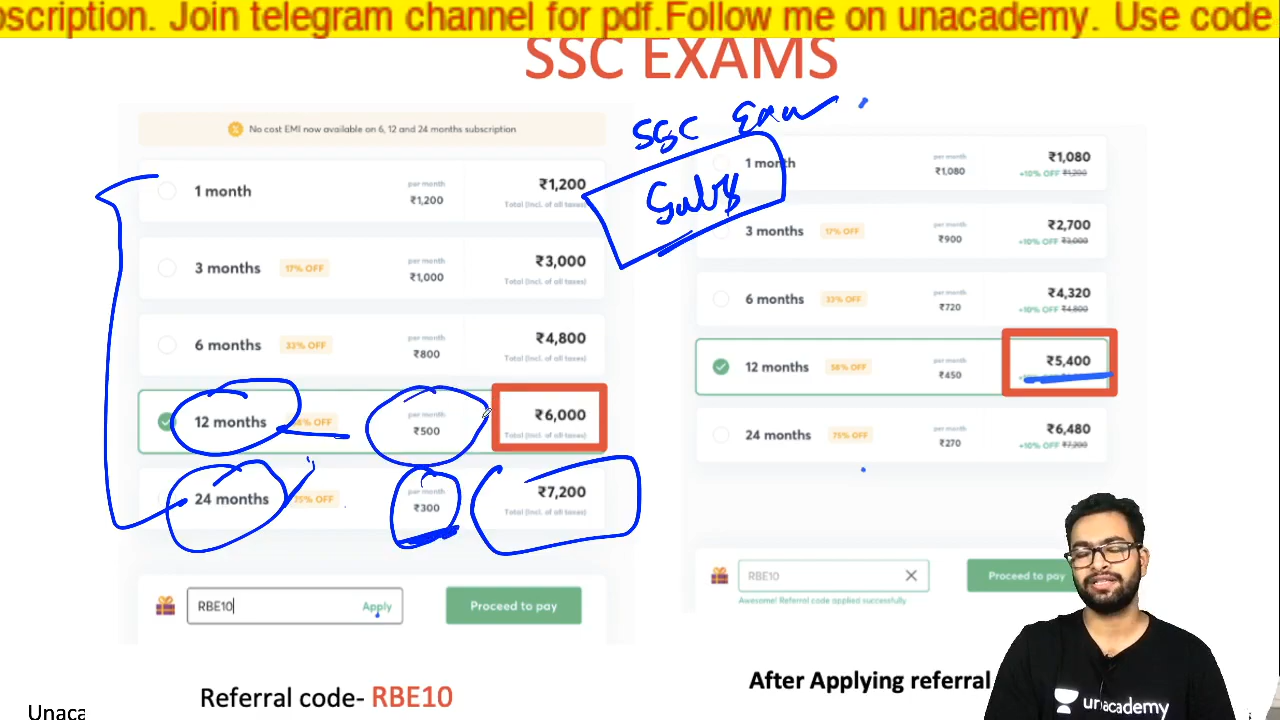 scription. Join telegram channel for pdf.Follow me on unacademy. Use code
SSC EXAMS
No cost EMI now available on 6, 12 and 24 months subscription
1 month
per month
₹1,200
₹1,200
Total (Incl. of all taxes)
3 months
17% OFF
per month
₹1,000
₹3,000
Total (Incl. of all taxes)
6 months
33% OFF
per month
₹800
₹4,800
Total (Incl. of all taxes)
12 months
% OFF
per month
₹500
₹6,000
Total (Incl. of all taxes)
24 months
75% OFF
per month
₹300
₹7,200
Total (Incl. of all taxes)
RBE10
Apply
Proceed to pay
Referral code- RBE10
SSC Exam
Subs
1 month
per month
₹1,080
₹1,080
+10% OFF ₹1,200
3 months
17% OFF
per month
₹900
₹2,700
+10% OFF ₹3,000
6 months
33% OFF
per month
₹720
₹4,320
+10% OFF ₹4,800
12 months
58% OFF
per month
₹450
₹5,400
24 months
75% OFF
per month
₹270
₹6,480
+10% OFF ₹7,200
RBE10
Proceed to pay
Awesome! Referral code applied successfully
After Applying referral
unacademy
Unaca